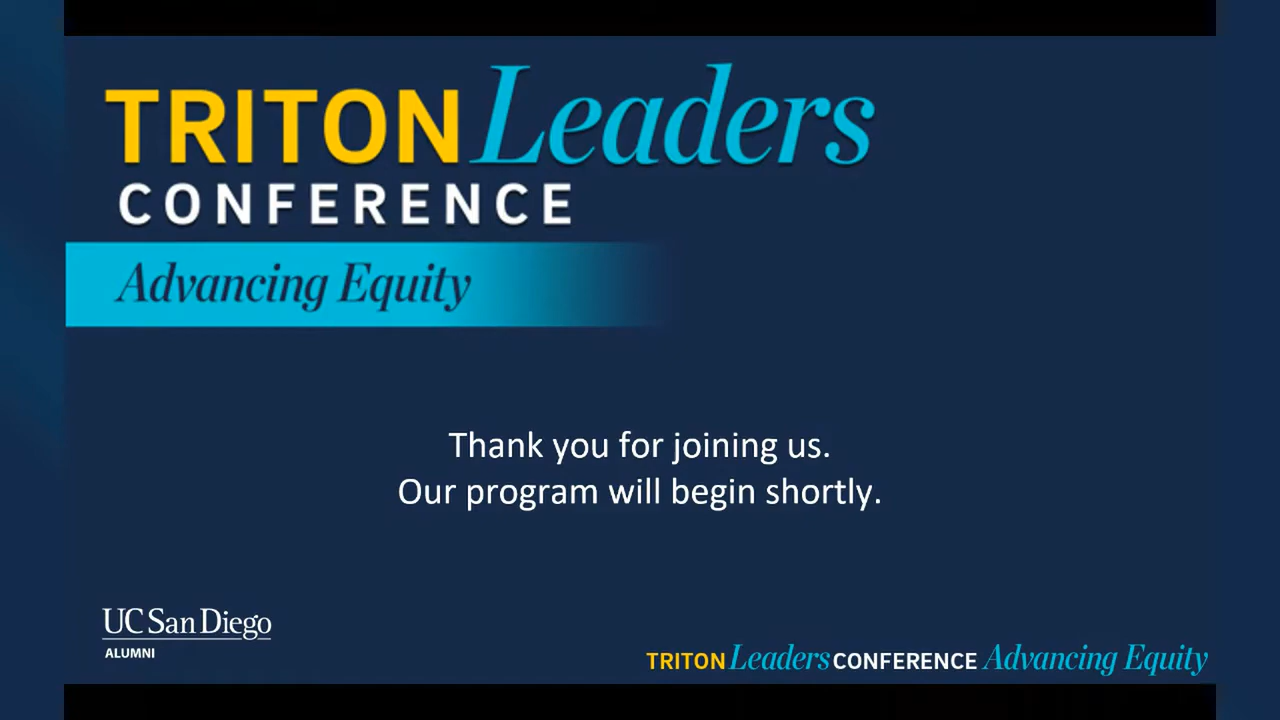 TRITON Leaders
CONFERENCE
Advancing Equity
Thank you for joining us.
Our program will begin shortly.
UC San Diego
ALUMNI
TRITON Leaders CONFERENCE Advancing Equity